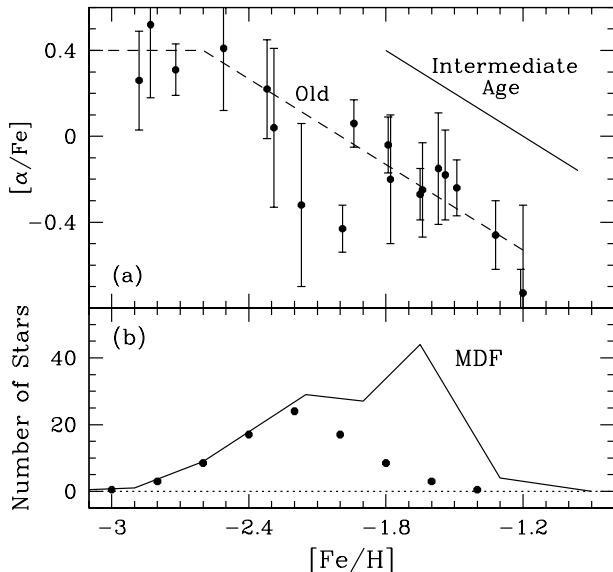 0.4
0
−0.4
[α/Fe]
Old
Intermediate
Age
(a)
(b)
MDF
40
20
0
Number of Stars
−3
−2.4
−1.8
−1.2
[Fe/H]